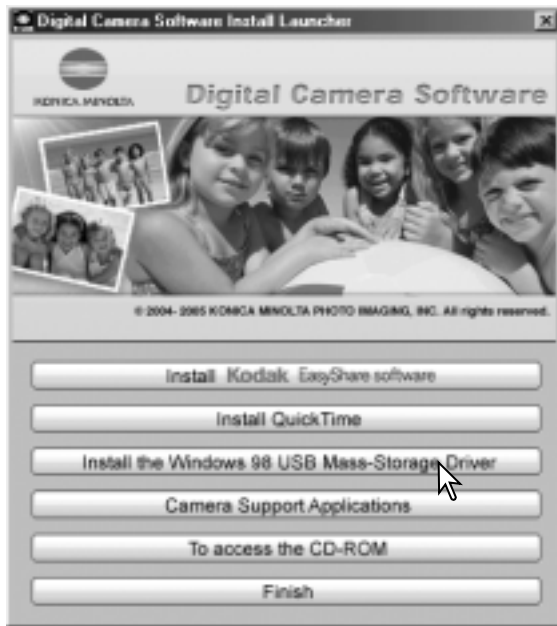 Digital Camera Software Install Launcher
KONICA MINOLTA
Digital Camera Software
© 2004- 2005 KONICA MINOLTA PHOTO IMAGING, INC. All rights reserved.
Install Kodak EasyShare software
Install QuickTime
Install the Windows 98 USB Mass-Storage Driver
Camera Support Applications
To access the CD-ROM
Finish